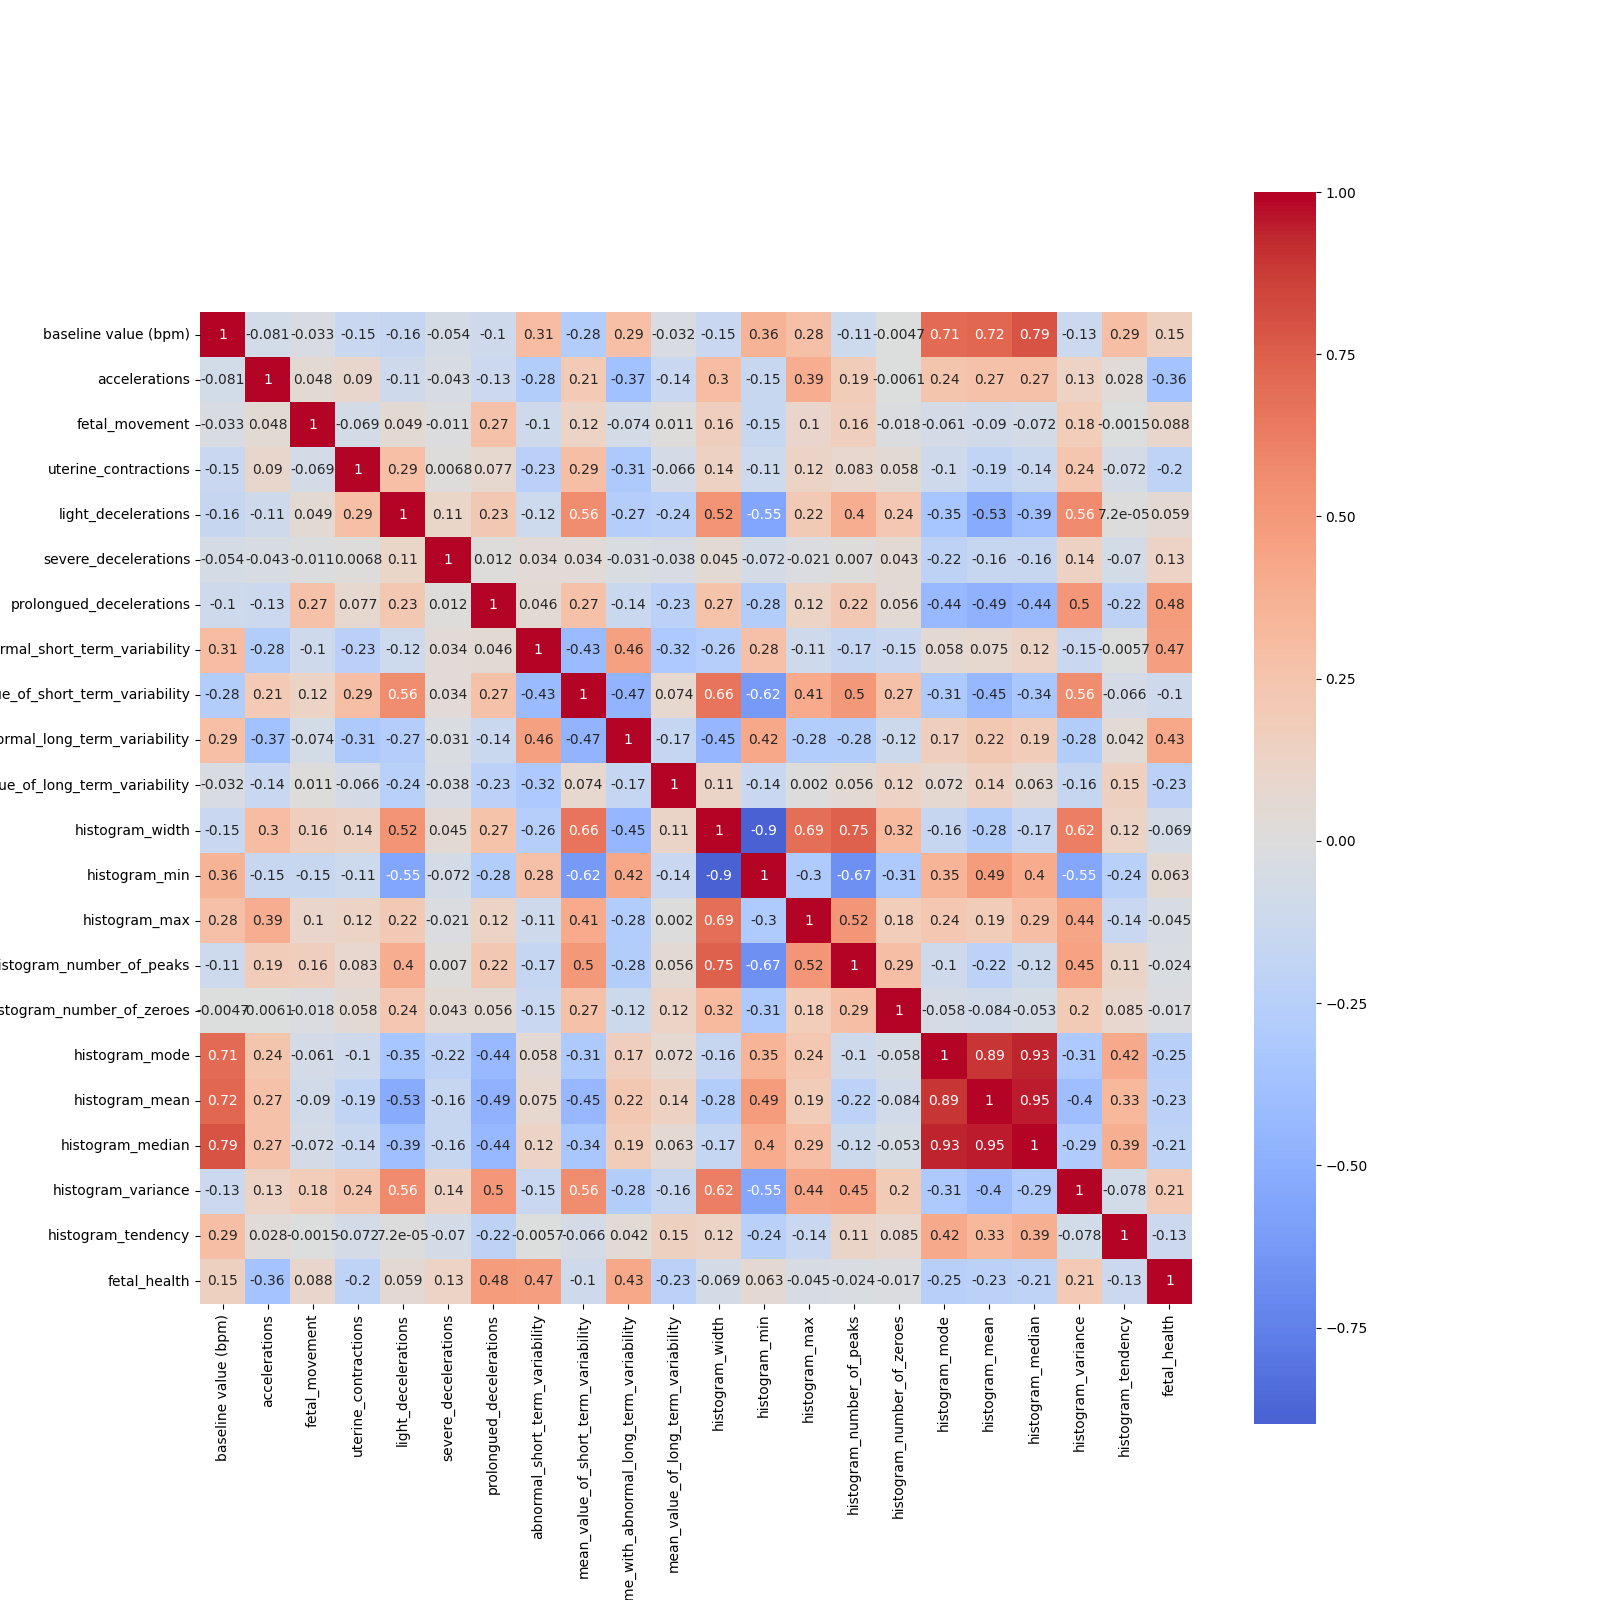 1.00
baseline value (bpm) 1 -0.081 -0.033 -0.15 -0.16 -0.054 -0.1 0.31 -0.28 0.29 -0.032 -0.15 0.36 0.28 -0.11 -0.0047 0.71 0.72 0.79 -0.13 0.29 0.15
0.75
accelerations -0.081 1 0.048 0.09 -0.11 -0.043 -0.13 -0.28 0.21 -0.37 -0.14 0.3 -0.15 0.39 0.19 -0.0061 0.24 0.27 0.27 0.13 0.028 -0.36
fetal_movement -0.033 0.048 1 -0.069 0.049 -0.011 0.27 -0.1 0.12 -0.074 0.011 0.16 -0.15 0.1 0.16 -0.018 -0.061 -0.09 -0.072 0.18 -0.0015 0.088
uterine_contractions -0.15 0.09 -0.069 1 0.29 0.0068 0.077 -0.23 0.29 -0.31 -0.066 0.14 -0.11 0.12 0.083 0.058 -0.1 -0.19 -0.14 0.24 -0.072 -0.2
light_decelerations -0.16 -0.11 0.049 0.29 1 0.11 0.23 -0.12 0.56 -0.27 -0.24 0.52 -0.55 0.22 0.4 0.24 -0.35 -0.53 -0.39 0.56 7.2e-05 0.059
0.50
severe_decelerations -0.054 -0.043 -0.011 0.0068 0.11 1 0.012 0.034 0.034 -0.031 -0.038 0.045 -0.072 -0.021 0.007 0.043 -0.22 -0.16 -0.16 0.14 -0.07 0.13
prolongued_decelerations -0.1 -0.13 0.27 0.077 0.23 0.012 1 0.046 0.27 -0.14 -0.23 0.27 -0.28 0.12 0.22 0.056 -0.44 -0.49 -0.44 0.5 -0.22 0.48
rmal_short_term_variability 0.31 -0.28 -0.1 -0.23 -0.12 0.034 0.046 1 -0.43 0.46 -0.32 -0.26 0.28 -0.11 -0.17 -0.15 0.058 0.075 0.12 -0.15 -0.0057 0.47
0.25
ue_of_short_term_variability -0.28 0.21 0.12 0.29 0.56 0.034 0.27 -0.43 1 -0.47 0.074 0.66 -0.62 0.41 0.5 0.27 -0.31 -0.45 -0.34 0.56 -0.066 -0.1
ormal_long_term_variability 0.29 -0.37 -0.074 -0.31 -0.27 -0.031 -0.14 0.46 -0.47 1 -0.17 -0.45 0.42 -0.28 -0.28 -0.12 0.17 0.22 0.19 -0.28 0.042 0.43
ue_of_long_term_variability -0.032 -0.14 0.011 -0.066 -0.24 -0.038 -0.23 -0.32 0.074 -0.17 1 0.11 -0.14 0.002 0.056 0.12 0.072 0.14 0.063 -0.16 0.15 -0.23
histogram_width -0.15 0.3 0.16 0.14 0.52 0.045 0.27 -0.26 0.66 -0.45 0.11 1 -0.9 0.69 0.75 0.32 -0.16 -0.28 -0.17 0.62 0.12 -0.069
0.00
histogram_min 0.36 -0.15 -0.15 -0.11 -0.55 -0.072 -0.28 0.28 -0.62 0.42 -0.14 -0.9 1 -0.3 -0.67 -0.31 0.35 0.49 0.4 -0.55 -0.24 0.063
histogram_max 0.28 0.39 0.1 0.12 0.22 -0.021 0.12 -0.11 0.41 -0.28 0.002 0.69 -0.3 1 0.52 0.18 0.24 0.19 0.29 0.44 -0.14 -0.045
istogram_number_of_peaks -0.11 0.19 0.16 0.083 0.4 0.007 0.22 -0.17 0.5 -0.28 0.056 0.75 -0.67 0.52 1 0.29 -0.1 -0.22 -0.12 0.45 0.11 -0.024
−0.25
stogram_number_of_zeroes -0.0047 -0.0061 -0.018 0.058 0.24 0.043 0.056 -0.15 0.27 -0.12 0.12 0.32 -0.31 0.18 0.29 1 -0.058 -0.084 -0.053 0.2 0.085 -0.017
histogram_mode 0.71 0.24 -0.061 -0.1 -0.35 -0.22 -0.44 0.058 -0.31 0.17 0.072 -0.16 0.35 0.24 -0.1 -0.058 1 0.89 0.93 -0.31 0.42 -0.25
histogram_mean 0.72 0.27 -0.09 -0.19 -0.53 -0.16 -0.49 0.075 -0.45 0.22 0.14 -0.28 0.49 0.19 -0.22 -0.084 0.89 1 0.95 -0.4 0.33 -0.23
histogram_median 0.79 0.27 -0.072 -0.14 -0.39 -0.16 -0.44 0.12 -0.34 0.19 0.063 -0.17 0.4 0.29 -0.12 -0.053 0.93 0.95 1 -0.29 0.39 -0.21
−0.50
histogram_variance -0.13 0.13 0.18 0.24 0.56 0.14 0.5 -0.15 0.56 -0.28 -0.16 0.62 -0.55 0.44 0.45 0.2 -0.31 -0.4 -0.29 1 -0.078 0.21
histogram_tendency 0.29 0.028 -0.0015 -0.072 7.2e-05 -0.07 -0.22 -0.0057 -0.066 0.042 0.15 0.12 -0.24 -0.14 0.11 0.085 0.42 0.33 0.39 -0.078 1 -0.13
fetal_health 0.15 -0.36 0.088 -0.2 0.059 0.13 0.48 0.47 -0.1 0.43 -0.23 -0.069 0.063 -0.045 -0.024 -0.017 -0.25 -0.23 -0.21 0.21 -0.13 1
−0.75
baseline value (bpm)
accelerations
fetal_movement
uterine_contractions
light_decelerations
severe_decelerations
prolongued_decelerations
abnormal_short_term_variability
mean_value_of_short_term_variability
me_with_abnormal_long_term_variability
mean_value_of_long_term_variability
histogram_width
histogram_min
histogram_max
histogram_number_of_peaks
histogram_number_of_zeroes
histogram_mode
histogram_mean
histogram_median
histogram_variance
histogram_tendency
fetal_health